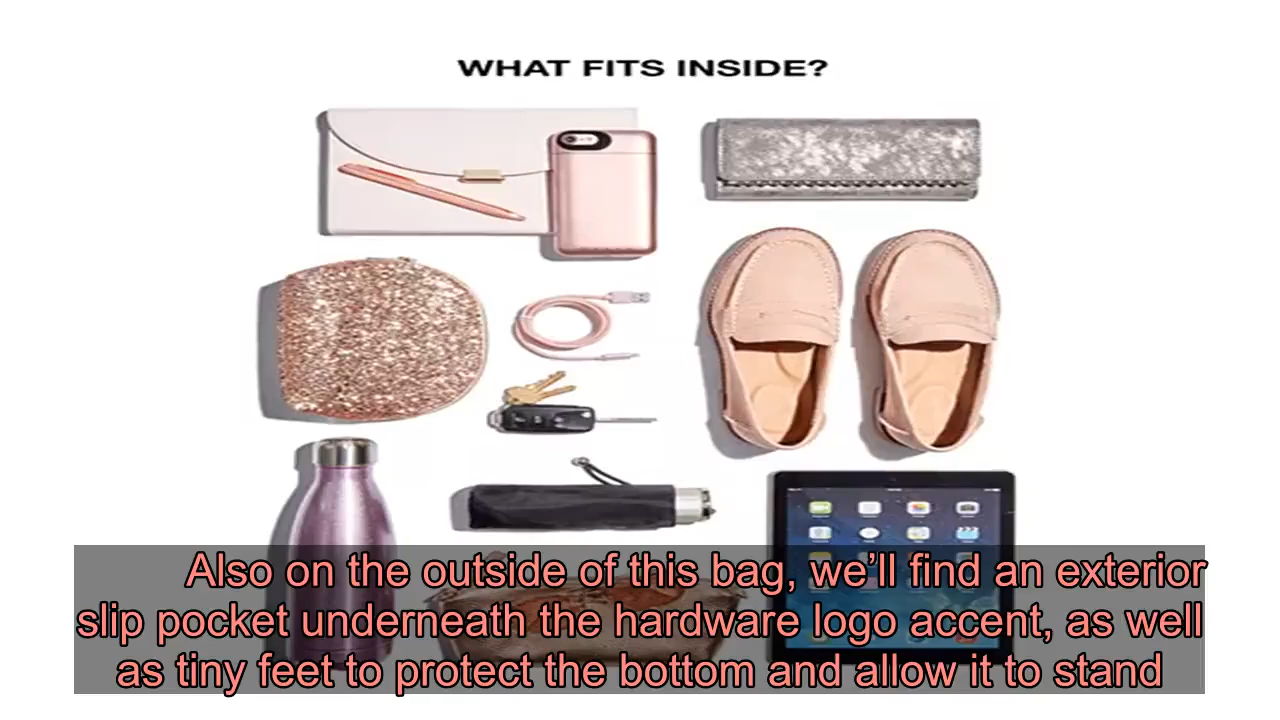 WHAT FITS INSIDE?
Also on the outside of this bag, we’ll find an exterior
slip pocket underneath the hardware logo accent, as well
as tiny feet to protect the bottom and allow it to stand